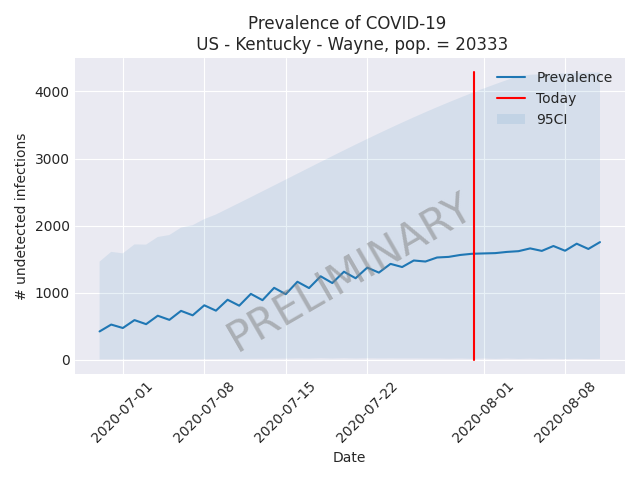 Prevalence of COVID-19
US - Kentucky - Wayne, pop. = 20333
Prevalence
Today
95CI
# undetected infections
4000
3000
2000
1000
0
PRELIMINARY
2020-07-01
2020-07-08
2020-07-15
2020-07-22
2020-08-01
2020-08-08
Date